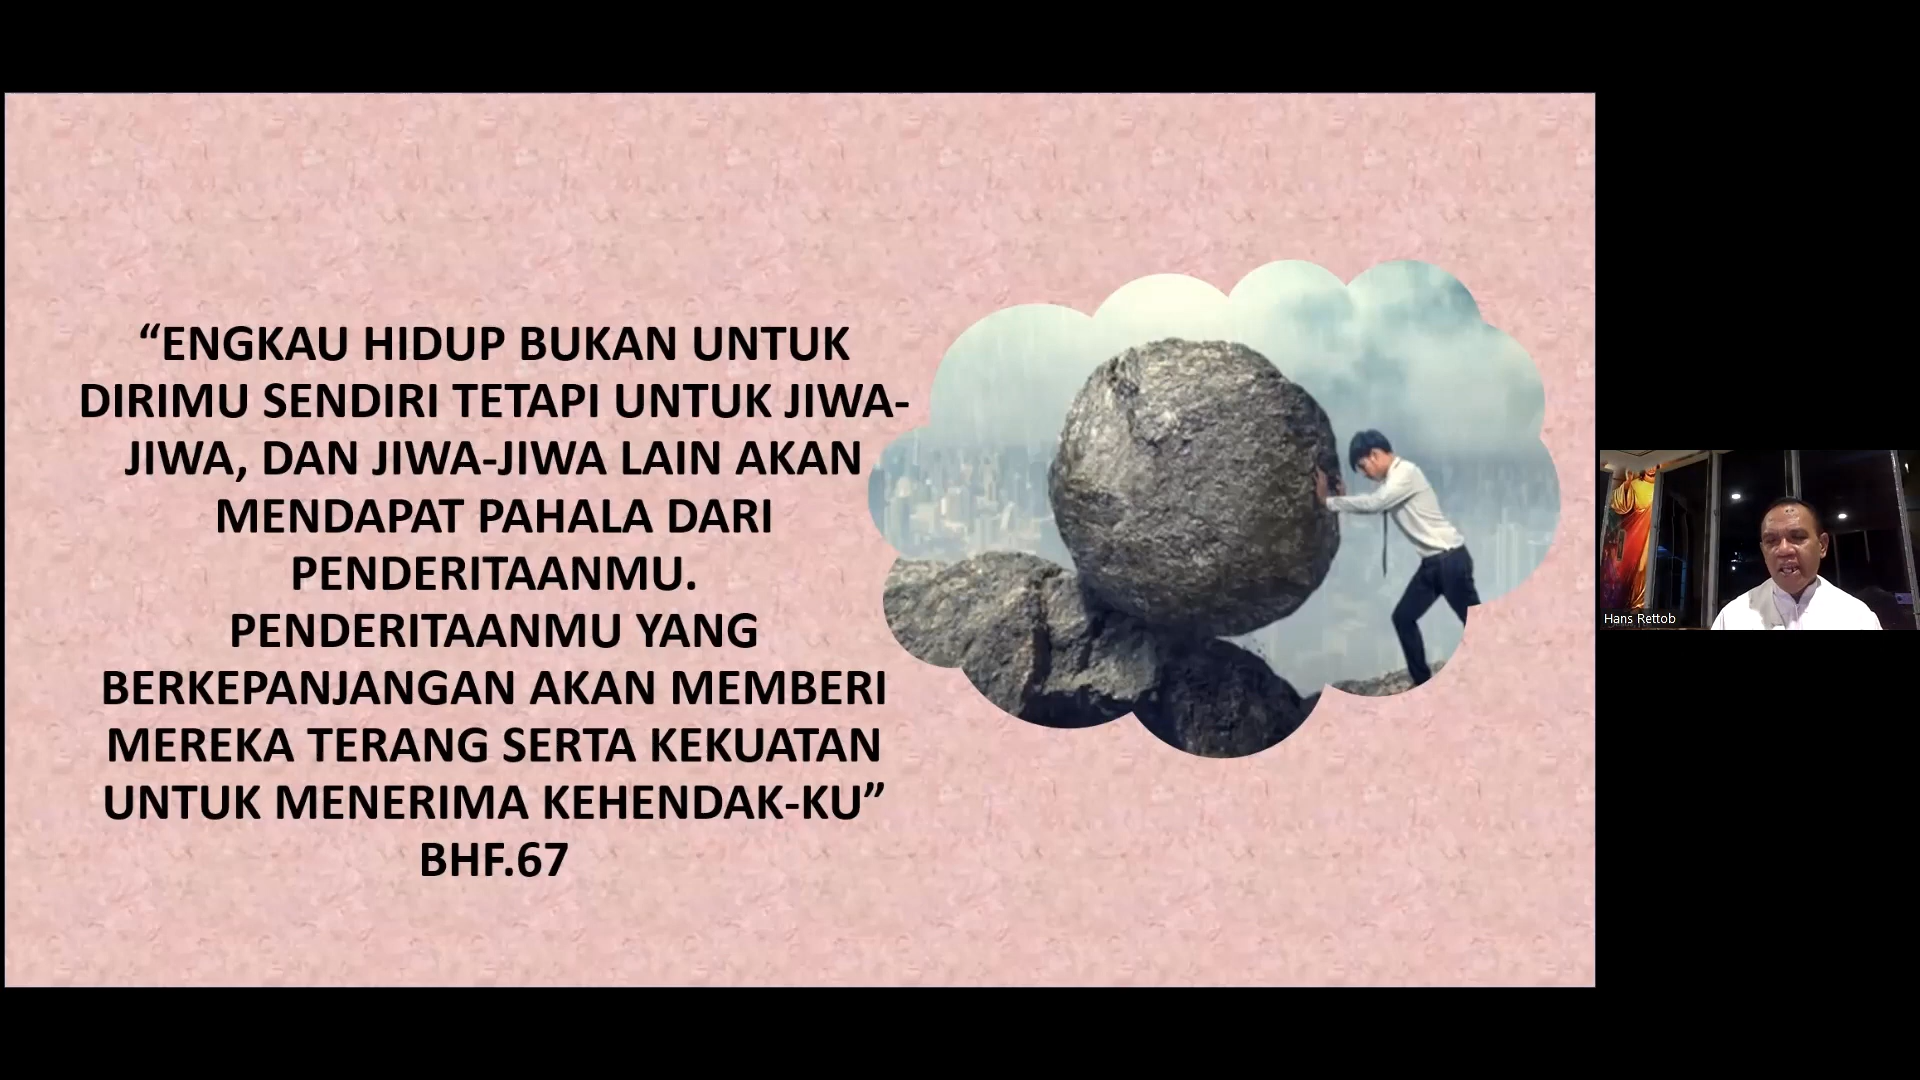 “ENGKAU HIDUP BUKAN UNTUK
DIRIMU SENDIRI TETAPI UNTUK JIWA-
JIWA, DAN JIWA-JIWA LAIN AKAN
MENDAPAT PAHALA DARI
PENDERITAANMU.
PENDERITAANMU YANG
BERKEPANJANGAN AKAN MEMBERI
MEREKA TERANG SERTA KEKUATAN
UNTUK MENERIMA KEHENDAK-KU”
BHF.67
Hans Rettob